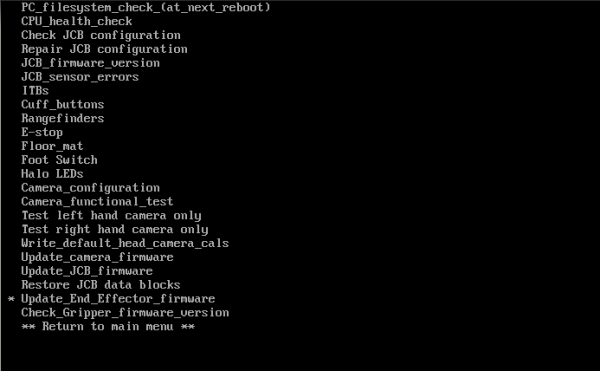 PC_filesystem_check_(at_next_reboot)
CPU_health_check
Check JCB configuration
Repair JCB configuration
JCB_firmware_version
JCB_sensor_errors
ITBs
Cuff_buttons
Rangefinders
E-stop
Floor_mat
Foot Switch
Halo LEDs
Camera_configuration
Camera_functional_test
Test left hand camera only
Test right hand camera only
Write_default_head_camera_cals
Update_camera_firmware
Update_JCB_firmware
Restore JCB data blocks
* Update_End_Effector_firmware
Check_Gripper_firmware_version
** Return to main menu **